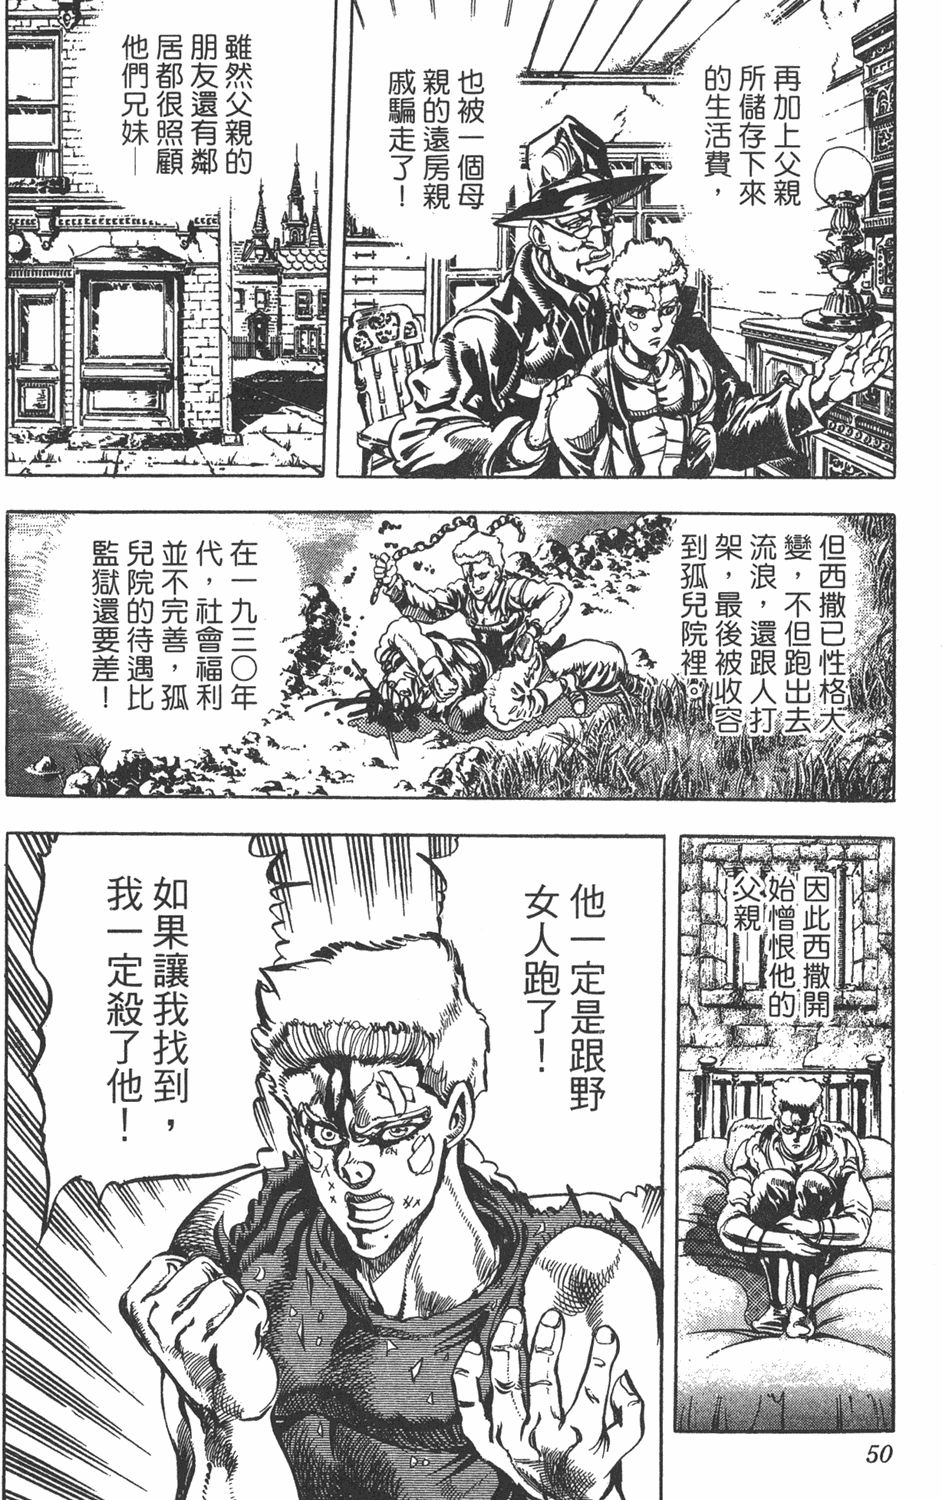 再加上父親
所儲存下來
的生活費，
也被一個母
親的遠房親
戚騙走了！
雖然父親的
朋友還有鄰
居都很照顧
他們兄妹—
但西撒已性格大
變，不但跑出去
流浪，還跟人打
架，最後被收容
到孤兒院裡。
在一九三〇年
代，社會福利
並不完善，孤
兒院的待遇比
監獄還要差！
因此西撒開
始憎恨他的
父親—
他一定是跟野
女人跑了！
如果讓我找到，
我一定殺了他！
50